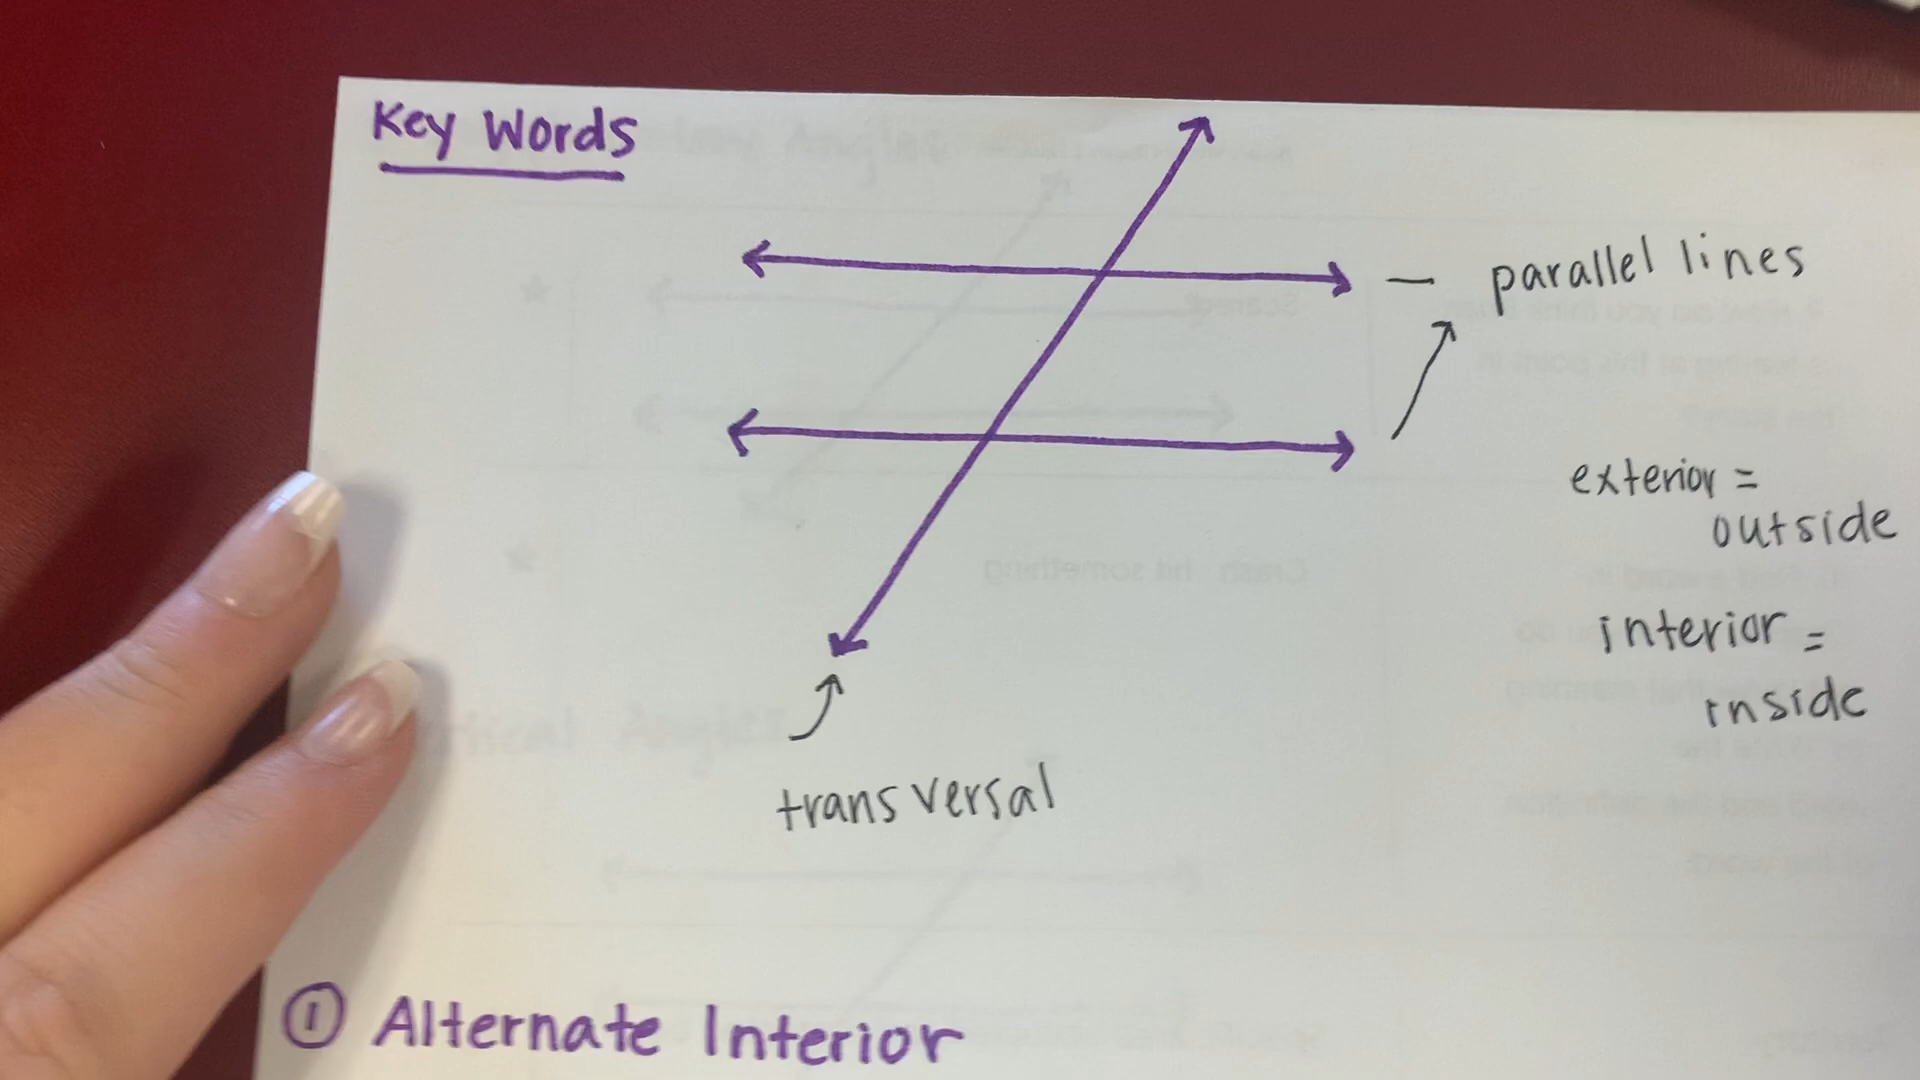 Key Words
— parallel lines
exterior =
outside
interior =
inside
transversal
① Alternate Interior